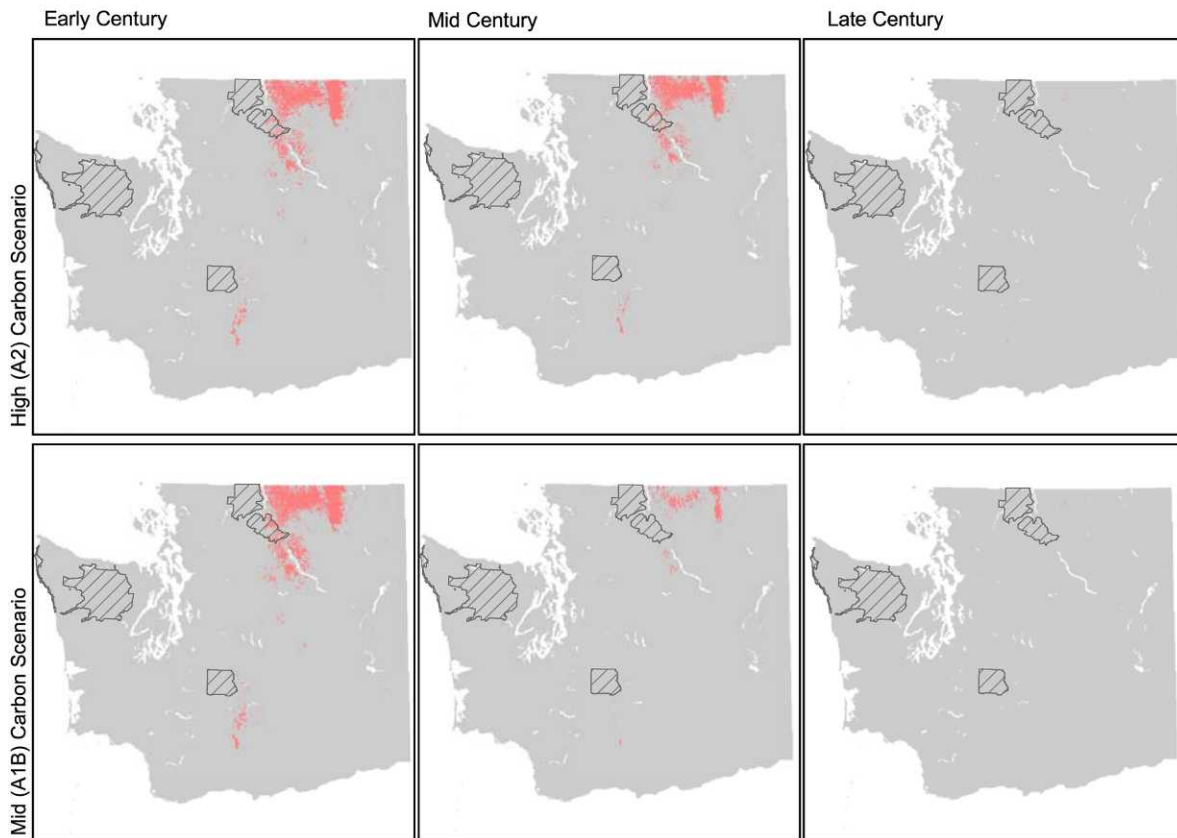 Early Century
Mid Century
Late Century
High (A2) Carbon Scenario
Mid (A1B) Carbon Scenario